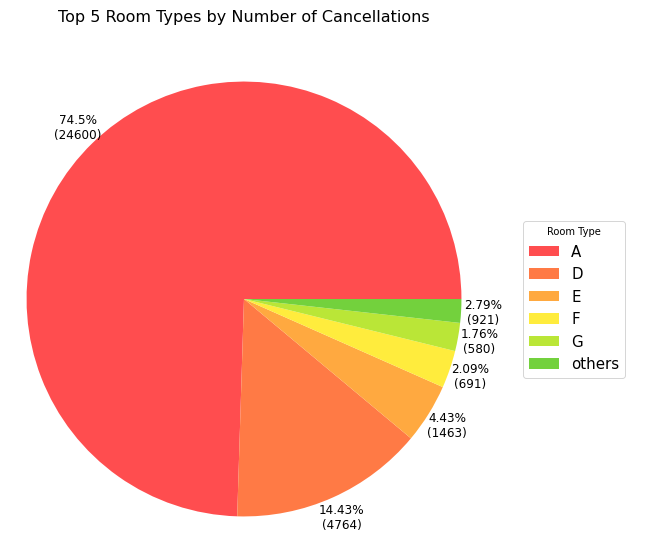 Top 5 Room Types by Number of Cancellations
74.5%
(24600)
2.79%
(921)
1.76%
(580)
2.09%
(691)
4.43%
(1463)
14.43%
(4764)
Room Type
A
D
E
F
G
others